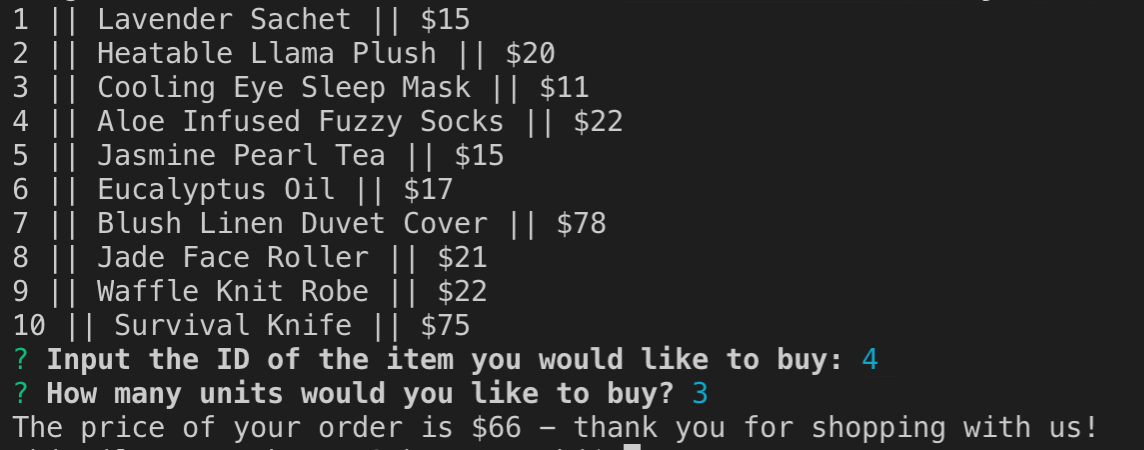 1 || Lavender Sachet || $15
2 || Heatable Llama Plush || $20
3 || Cooling Eye Sleep Mask || $11
4 || Aloe Infused Fuzzy Socks || $22
5 || Jasmine Pearl Tea || $15
6 || Eucalyptus Oil || $17
7 || Blush Linen Duvet Cover || $78
8 || Jade Face Roller || $21
9 || Waffle Knit Robe || $22
10 || Survival Knife || $75
? Input the ID of the item you would like to buy: 4
? How many units would you like to buy? 3
The price of your order is $66 – thank you for shopping with us!